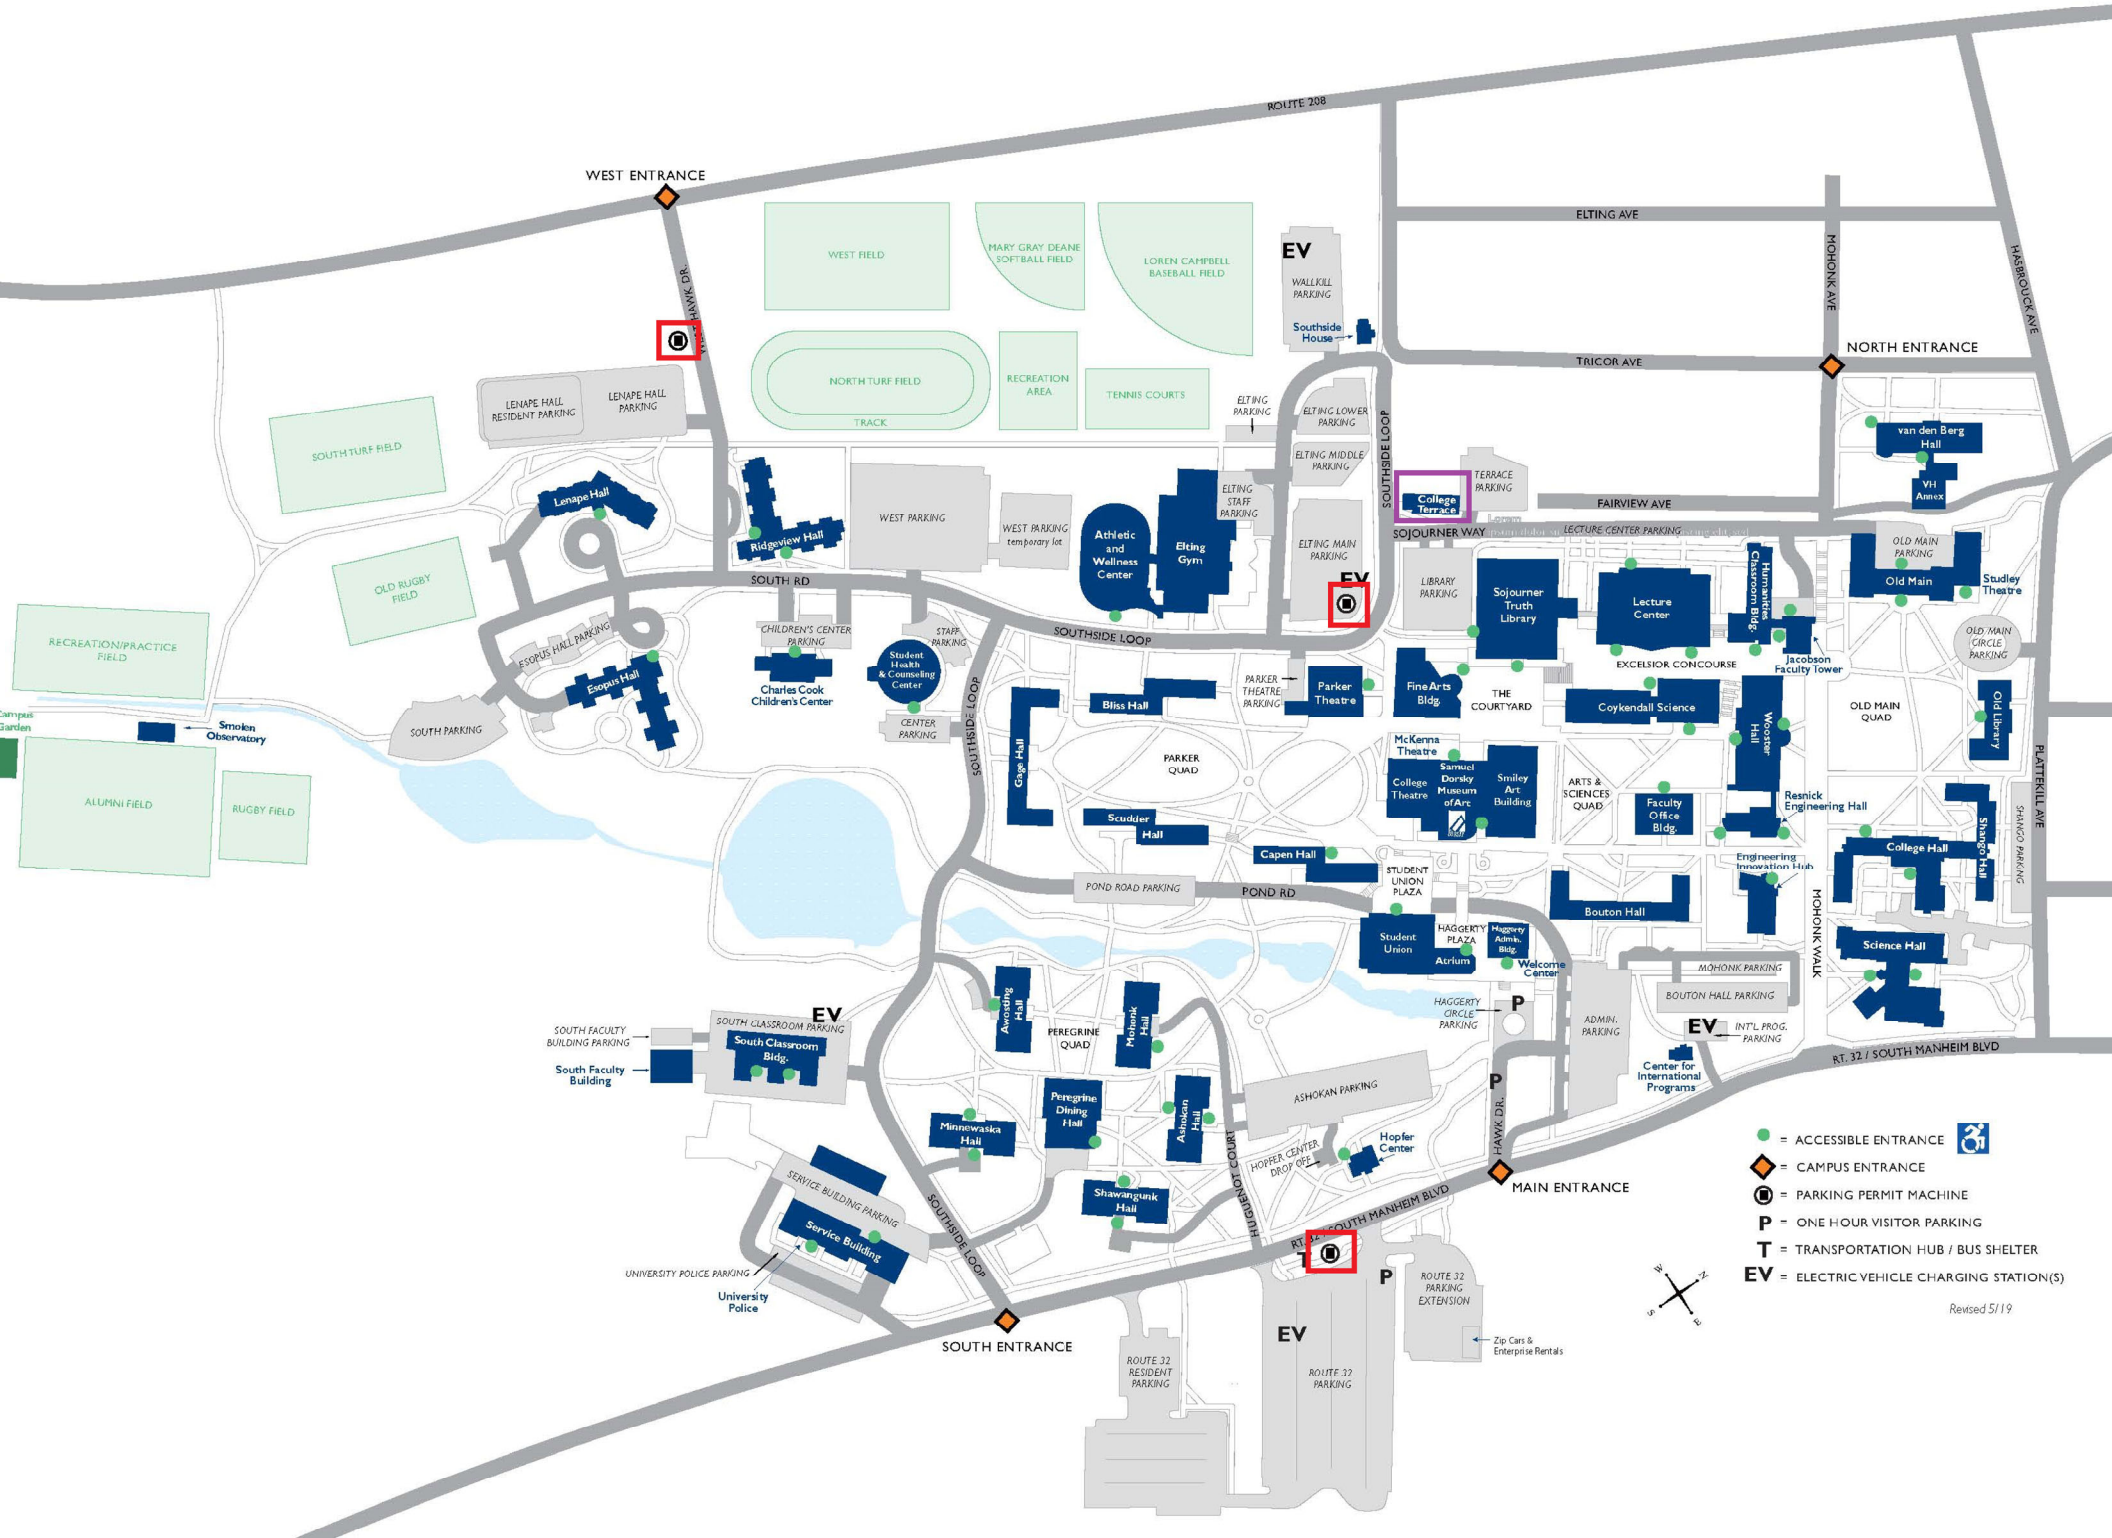 ROUTE 208
WEST ENTRANCE
ELTING AVE
MOHONK AVE
HASBROUCK AVE
WEST FIELD
MARY GRAY DEANE
SOFTBALL FIELD
LOREN CAMPBELL
BASEBALL FIELD
EV
WALLKILL
PARKING
Southside
House
HAWK DR.
TRICOR AVE
NORTH ENTRANCE
NORTH TURF FIELD
TRACK
RECREATION
AREA
TENNIS COURTS
ELTING
PARKING
ELTING LOWER
PARKING
ELTING MIDDLE
PARKING
SOUTHSIDE LOOP
LENAPE HALL
RESIDENT PARKING
LENAPE HALL
PARKING
SOUTH TURF FIELD
van den Berg
Hall
VH
Annex
TERRACE
PARKING
College
Terrace
FAIRVIEW AVE
SOJOURNER WAY
LECTURE CENTER PARKING
Lenape Hall
Ridgeview Hall
WEST PARKING
WEST PARKING
temporary lot
Athletic
and
Wellness
Center
Elting
Gym
ELTING
STAFF
PARKING
ELTING MAIN
PARKING
EV
LIBRARY
PARKING
Sojourner
Truth
Library
Lecture
Center
Humanities
Classroom Bldg.
OLD MAIN
PARKING
Old Main
Studley
Theatre
OLD RUGBY
FIELD
SOUTH RD
SOUTHSIDE LOOP
RECREATION/PRACTICE
FIELD
ESOPUS HALL PARKING
CHILDREN'S CENTER
PARKING
STAFF
PARKING
Student
Health
& Counseling
Center
Charles Cook
Children's Center
Esopus Hall
SOUTH PARKING
CENTER
PARKING
SOUTHSIDE LOOP
EXCELSIOR CONCOURSE
Jacobson
Faculty Tower
OLD MAIN
CIRCLE
PARKING
PARKER
THEATRE
PARKING
Parker
Theatre
Fine Arts
Bldg.
THE
COURTYARD
Coykendall Science
Wooster
Hall
OLD MAIN
QUAD
Old Library
Campus
Garden
Smolen
Observatory
Bliss Hall
Gage Hall
PARKER
QUAD
McKenna
Theatre
College
Theatre
Samuel
Dorsky
Museum
of Art
Smiley
Art
Building
ARTS &
SCIENCES
QUAD
Faculty
Office
Bldg.
Resnick
Engineering Hall
PLATTEKILL AVE
SHANGO PARKING
ALUMNI FIELD
RUGBY FIELD
Scudder
Hall
Capen Hall
Engineering
Innovation Hub
College Hall
Shango Hall
STUDENT
UNION
PLAZA
POND ROAD PARKING
POND RD
Bouton Hall
MOHONK WALK
Student
Union
HAGGERTY
PLAZA
Atrium
Haggerty
Admin.
Bldg.
Welcome
Center
Science Hall
MOHONK PARKING
BOUTON HALL PARKING
Awosting
Hall
Mohonk
Hall
PEREGRINE
QUAD
HAGGERTY
CIRCLE
PARKING
P
ADMIN.
PARKING
EV
INT'L PROG.
PARKING
EV
SOUTH CLASSROOM PARKING
South Classroom
Bldg.
SOUTH FACULTY
BUILDING PARKING
South Faculty
Building
RT. 32 / SOUTH MANHEIM BLVD
Center for
International
Programs
P
HAWK DR.
ASHOKAN PARKING
Peregrine
Dining
Hall
Ashokan
Hall
Minnewaska
Hall
HUGUENOT COURT
Hopfer
Center
HOPFER CENTER
DROP OFF
MAIN ENTRANCE
Shawangunk
Hall
SERVICE BUILDING PARKING
Service Building
UNIVERSITY POLICE PARKING
University
Police
SOUTHSIDE LOOP
RT. 32 / SOUTH MANHEIM BLVD
T
P
SOUTH ENTRANCE
EV
ROUTE 32
PARKING
EXTENSION
Zip Cars &
Enterprise Rentals
ROUTE 32
RESIDENT
PARKING
ROUTE 32
PARKING
= ACCESSIBLE ENTRANCE
= CAMPUS ENTRANCE
= PARKING PERMIT MACHINE
P = ONE HOUR VISITOR PARKING
T = TRANSPORTATION HUB / BUS SHELTER
EV = ELECTRIC VEHICLE CHARGING STATION(S)
W
N
S
E
Revised 5/19